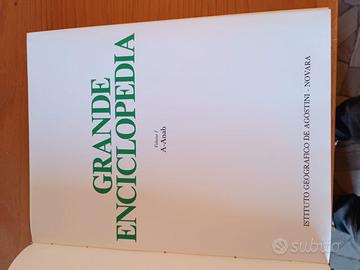 GRANDE
ENCICLOPEDIA
Volume I
A-Anab
ISTITUTO GEOGRAFICO DE AGOSTINI - NOVARA
subito